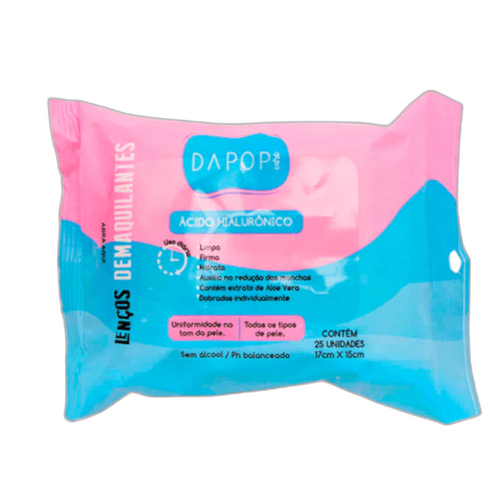 LENÇOS DEMAQUILANTES
ABRA AQUI
DAPOP
ÁCIDO HIALURÔNICO
Uso diário
Limpa
Firma
Hidrata
Auxilia na redução das manchas
Contém extrato de Aloe Vera
Dobrados individualmente
Uniformidade no
tom da pele.
Todos os tipos
de pele.
Sem álcool / Ph balanceado
CONTÉM
25 UNIDADES
17cm X 15cm